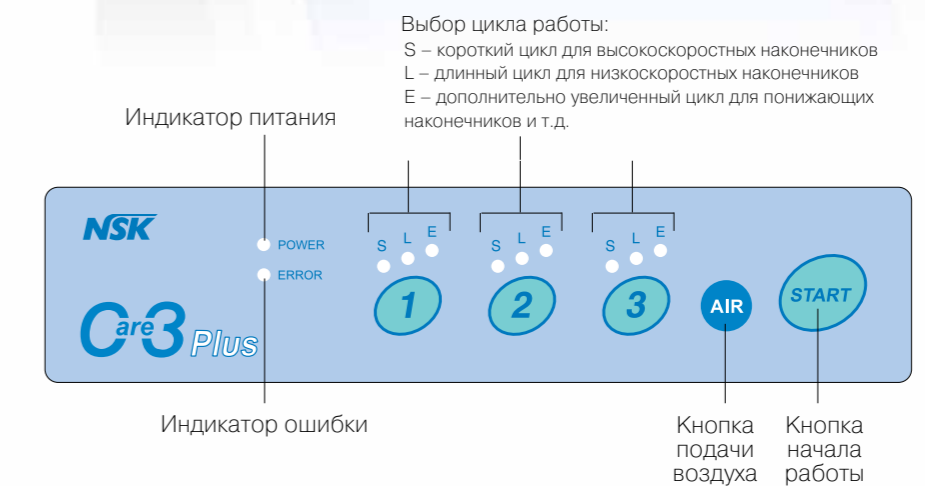 Выбор цикла работы:
S – короткий цикл для высокоскоростных наконечников
L – длинный цикл для низкоскоростных наконечников
E – дополнительно увеличенный цикл для понижающих
наконечников и т.д.
Индикатор питания
NSK
POWER
ERROR
S L E
S L E
S L E
1
2
3
AIR
START
Care3 Plus
Индикатор ошибки
Кнопка
подачи
воздуха
Кнопка
начала
работы